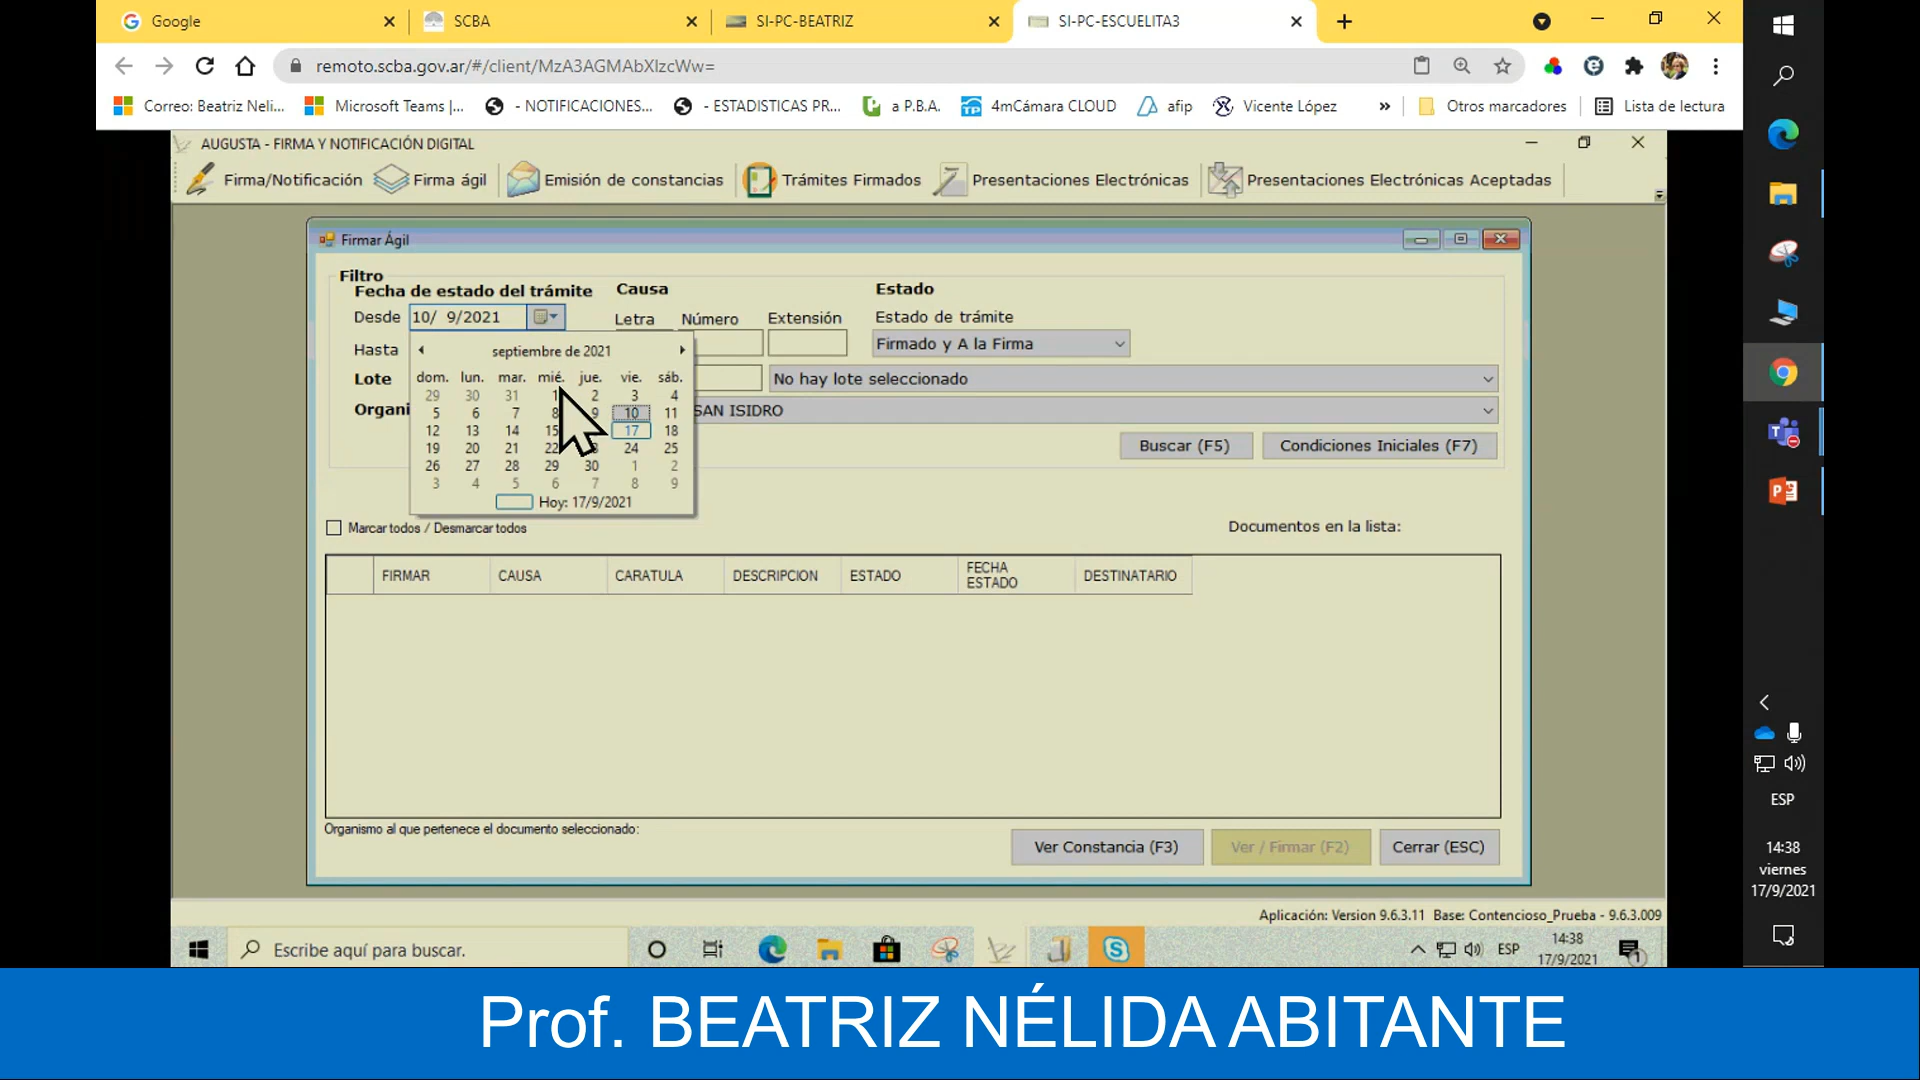 Google
SCBA
SI-PC-BEATRIZ
SI-PC-ESCUELITA3
remoto.scba.gov.ar/#/client/MzA3AGMAbXlzcWw=
Correo: Beatriz Neli...
Microsoft Teams |...
- NOTIFICACIONES...
- ESTADISTICAS PR...
a P.B.A.
4mCámara CLOUD
afip
Vicente López
»
Otros marcadores
Lista de lectura
AUGUSTA - FIRMA Y NOTIFICACIÓN DIGITAL
Firma/Notificación
Firma ágil
Emisión de constancias
Trámites Firmados
Presentaciones Electrónicas
Presentaciones Electrónicas Aceptadas
Firmar Ágil
Filtro
Fecha de estado del trámite
Causa
Estado
Desde 10/ 9/2021
Letra
Número
Extensión
Estado de trámite
Hasta
Firmado y A la Firma
septiembre de 2021
Lote
No hay lote seleccionado
dom. lun. mar. mié. jue. vie. sáb.
29 30 31 1 2 3 4
Organi
SAN ISIDRO
5 6 7 8 9 10 11
12 13 14 15 17 18
19 20 21 22 23 24 25
26 27 28 29 30 1 2
3 4 5 6 7 8 9
Hoy: 17/9/2021
Buscar (F5)
Condiciones Iniciales (F7)
Marcar todos / Desmarcar todos
Documentos en la lista:
FIRMAR
CAUSA
CARATULA
DESCRIPCION
ESTADO
FECHA
ESTADO
DESTINATARIO
Organismo al que pertenece el documento seleccionado:
Ver Constancia (F3)
Ver / Firmar (F2)
Cerrar (ESC)
Aplicación: Version 9.6.3.11 Base: Contencioso_Prueba - 9.6.3.009
Escribe aquí para buscar.
ESP
14:38
17/9/2021
1
ESP
14:38
viernes
17/9/2021
Prof. BEATRIZ NÉLIDA ABITANTE